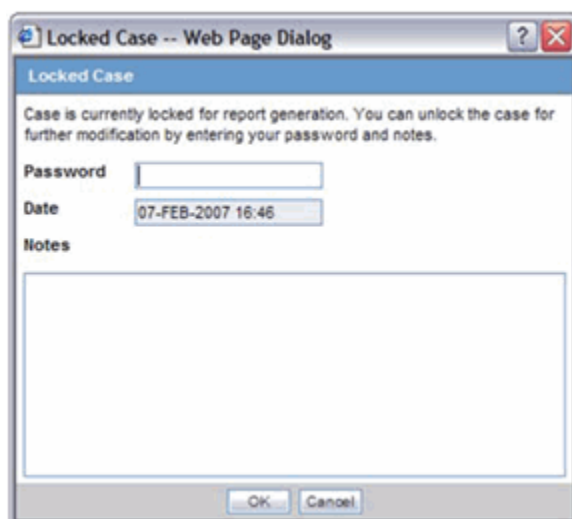 Locked Case -- Web Page Dialog
Locked Case
Case is currently locked for report generation. You can unlock the case for
further modification by entering your password and notes.
Password
Date 07-FEB-2007 16:46
Notes
OK Cancel